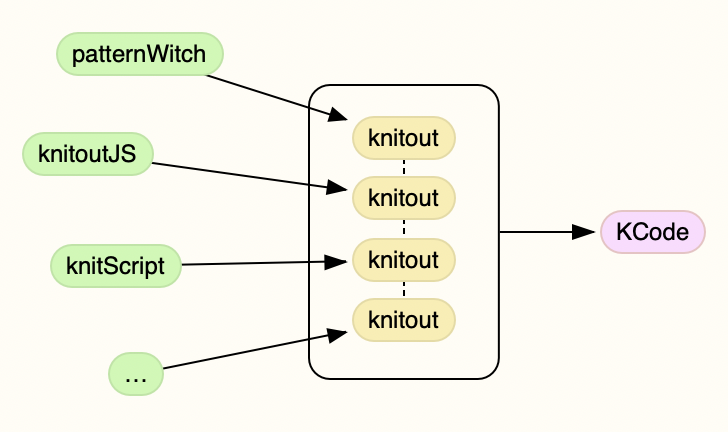 patternWitch
knitout
knitoutJS
knitout
KCode
knitScript
knitout
knitout
...